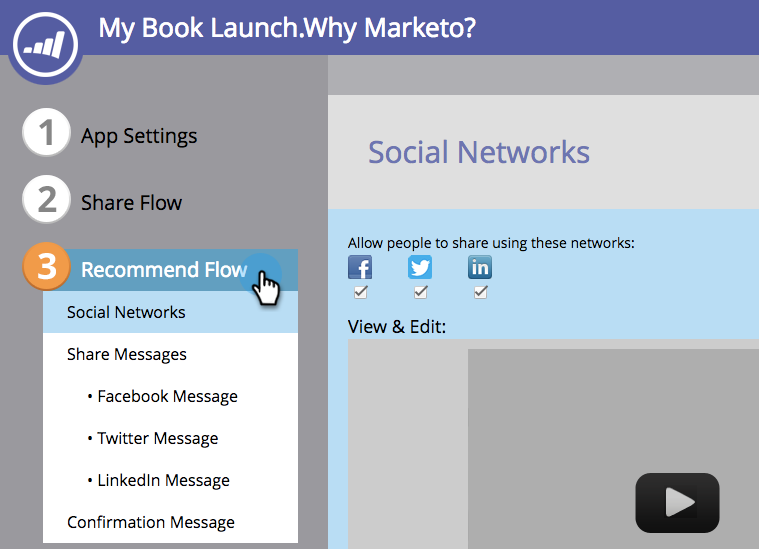 My Book Launch.Why Marketo?
1 App Settings
2 Share Flow
3 Recommend Flow
Social Networks
Share Messages
• Facebook Message
• Twitter Message
• LinkedIn Message
Confirmation Message
Social Networks
Allow people to share using these networks:
f in
View & Edit: